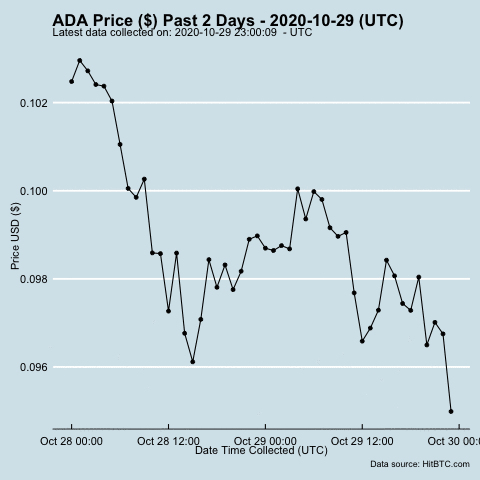 ADA Price ($) Past 2 Days - 2020-10-29 (UTC)
Latest data collected on: 2020-10-29 23:00:09 - UTC
0.102
0.100
0.098
0.096
Price USD ($)
Oct 28 00:00 Oct 28 12:00 Oct 29 00:00 Oct 29 12:00 Oct 30 00:0
Date Time Collected (UTC)
Data source: HitBTC.com